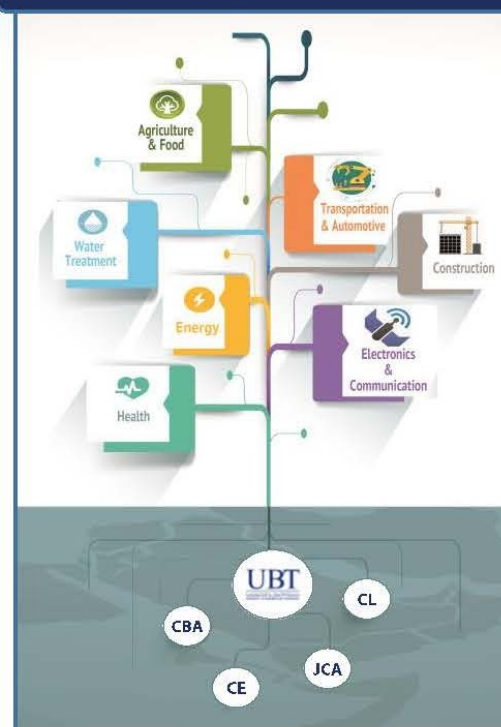 Agriculture
& Food
Transportation
& Automotive
Water
Treatment
Construction
Energy
Electronics
&
Communication
Health
UBT
CL
CBA
JCA
CE